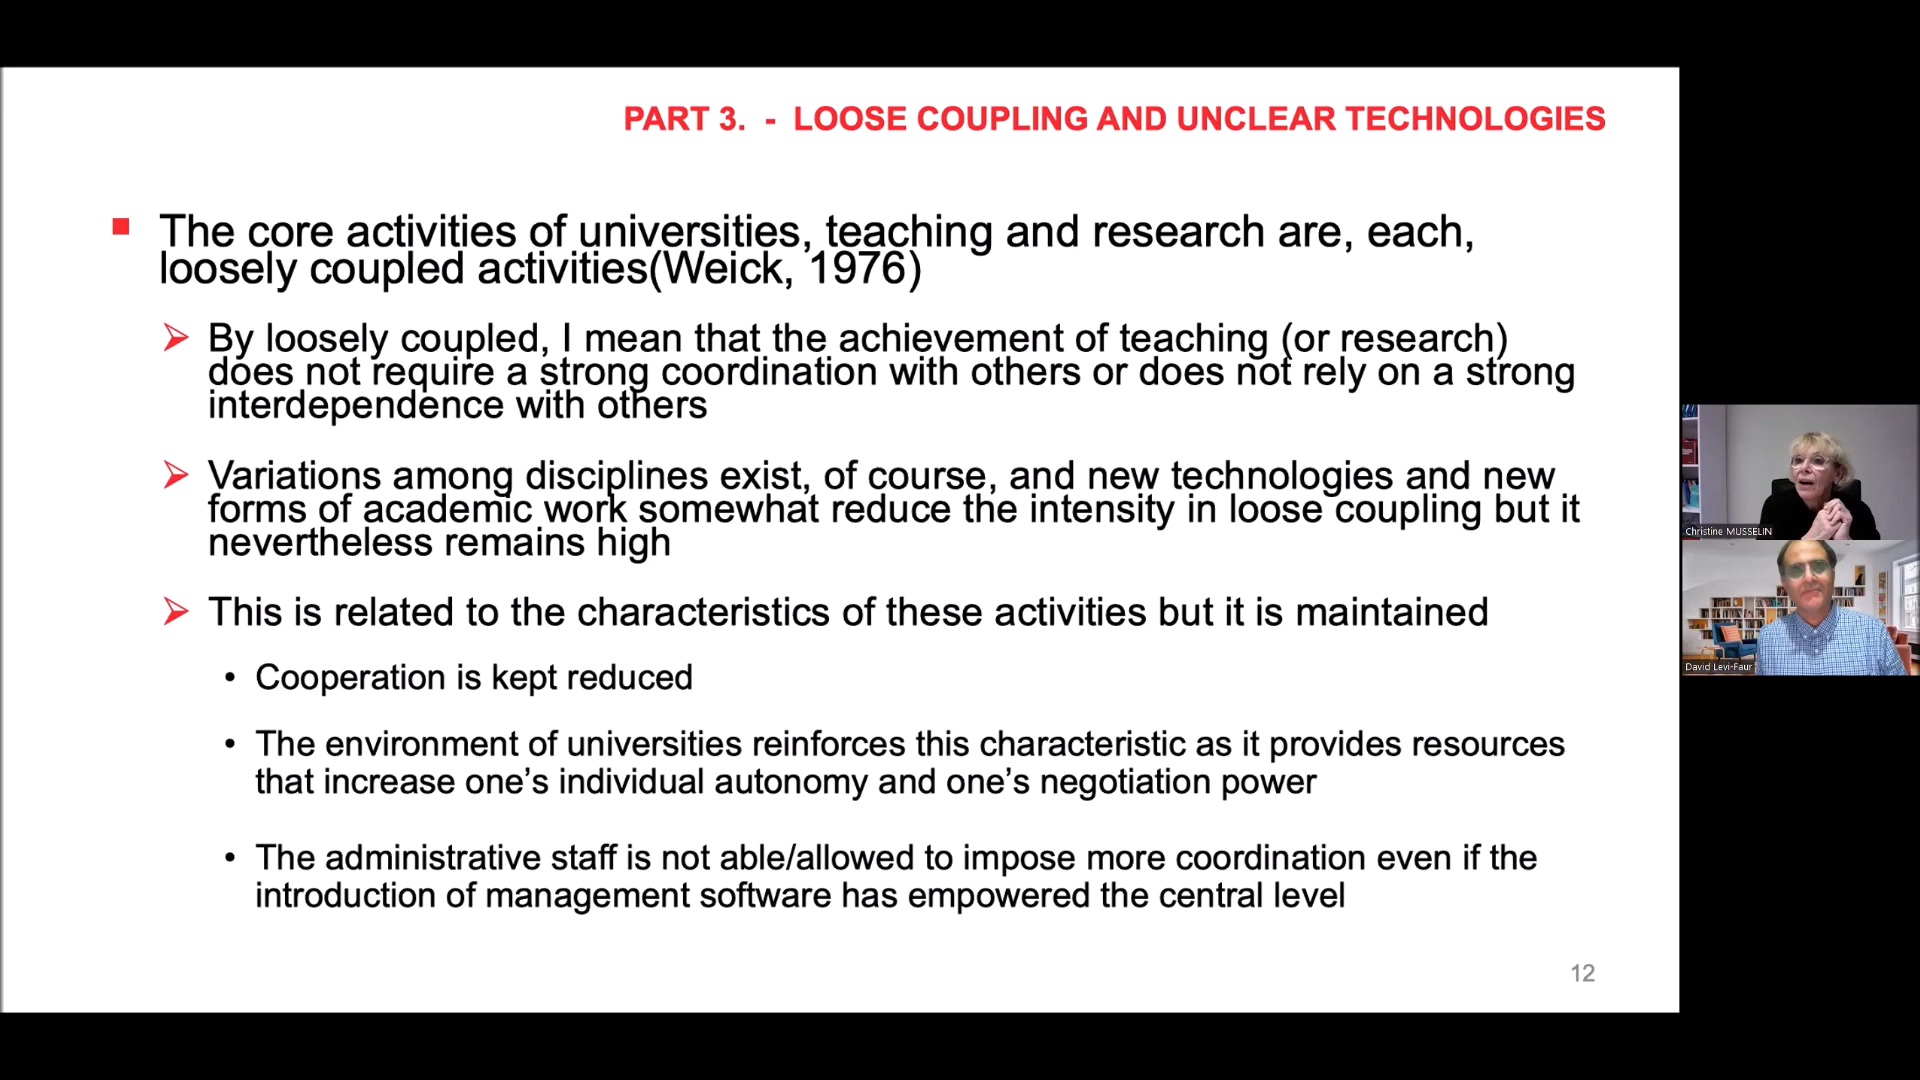 PART 3.  -  LOOSE COUPLING AND UNCLEAR TECHNOLOGIES
The core activities of universities, teaching and research are, each,
loosely coupled activities(Weick, 1976)
By loosely coupled, I mean that the achievement of teaching (or research)
does not require a strong coordination with others or does not rely on a strong
interdependence with others
Variations among disciplines exist, of course, and new technologies and new
forms of academic work somewhat reduce the intensity in loose coupling but it
nevertheless remains high
This is related to the characteristics of these activities but it is maintained
• Cooperation is kept reduced
• The environment of universities reinforces this characteristic as it provides resources
that increase one’s individual autonomy and one’s negotiation power
• The administrative staff is not able/allowed to impose more coordination even if the
introduction of management software has empowered the central level
12
Christine MUSSELIN
David Levi-Faur